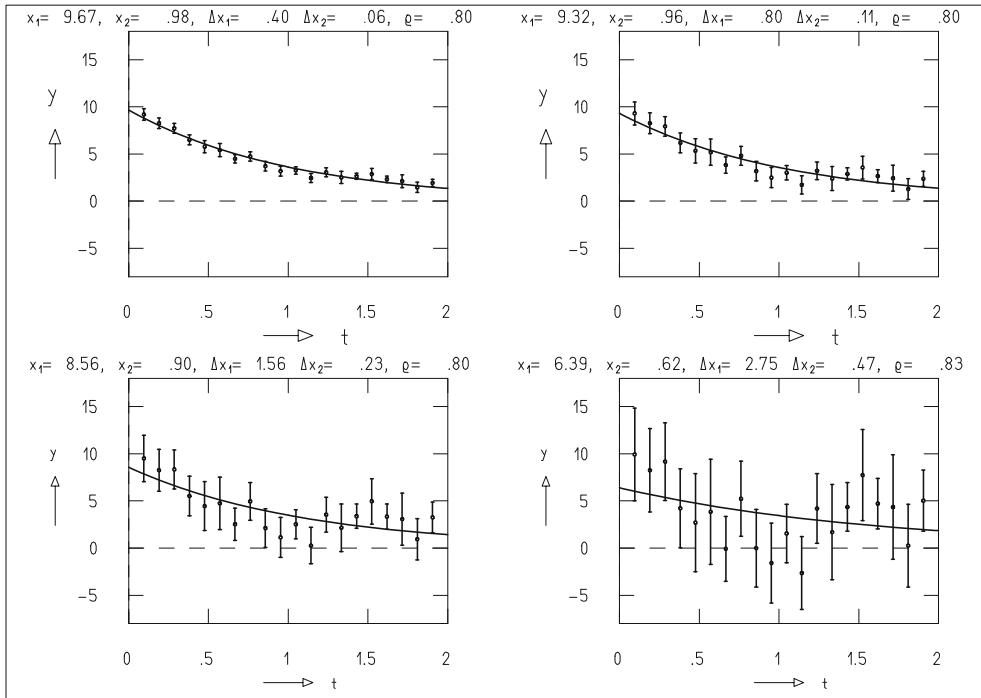 x₁= 9.67, x₂= .98, Δx₁= .40 Δx₂= .06, ϱ= .80
15
y
10
5
0
−5
0 .5 1 1.5 2
t
x₁= 9.32, x₂= .96, Δx₁= .80 Δx₂= .11, ϱ= .80
15
y
10
5
0
−5
0 .5 1 1.5 2
t
x₁= 8.56, x₂= .90, Δx₁= 1.56 Δx₂= .23, ϱ= .80
15
10
y
5
0
−5
0 .5 1 1.5 2
t
x₁= 6.39, x₂= .62, Δx₁= 2.75 Δx₂= .47, ϱ= .83
15
10
y
5
0
−5
0 .5 1 1.5 2
t